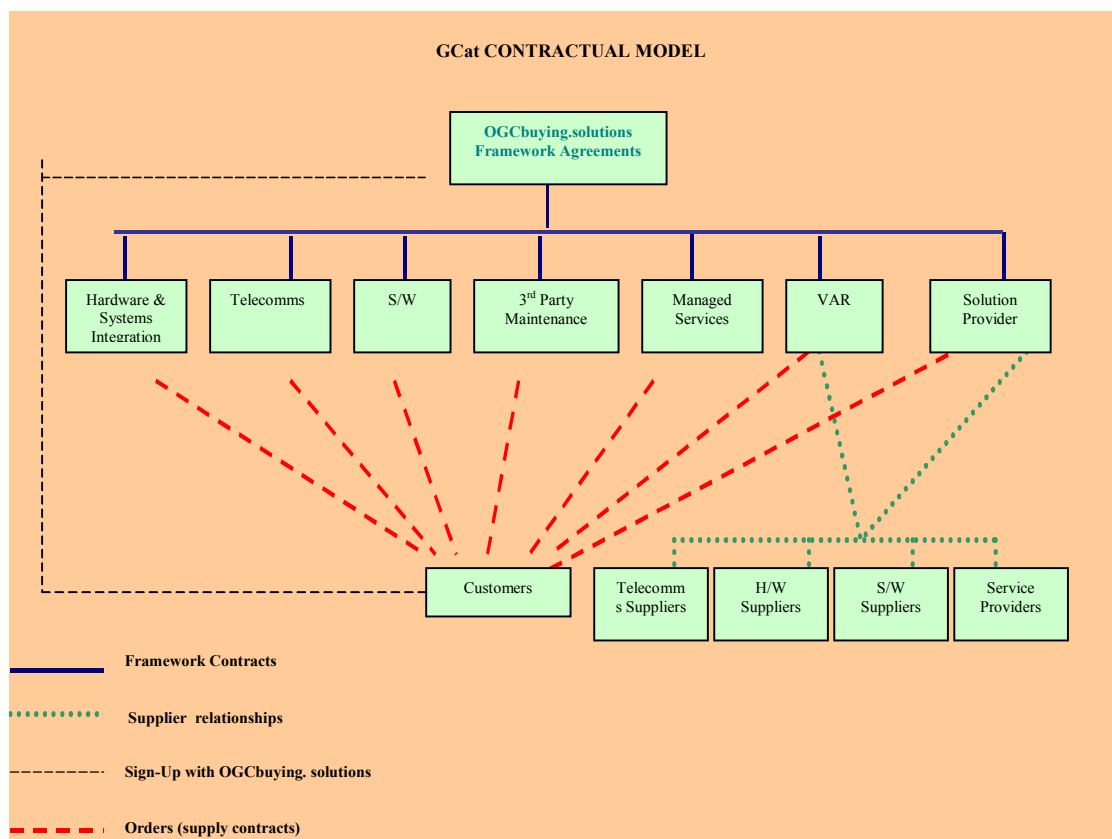 GCat CONTRACTUAL MODEL
OGCbuying.solutions
Framework Agreements
Hardware &
Systems
Integration
Telecomms
S/W
3rd Party
Maintenance
Managed
Services
VAR
Solution
Provider
Customers
Telecomm
s Suppliers
H/W
Suppliers
S/W
Suppliers
Service
Providers
Framework Contracts
Supplier relationships
Sign-Up with OGCbuying. solutions
Orders (supply contracts)